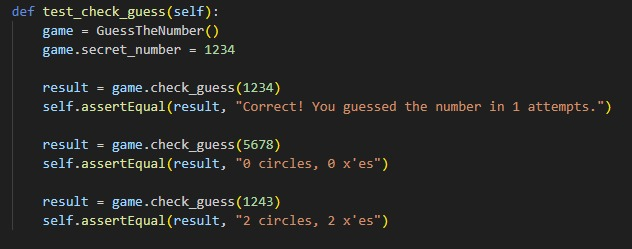 def test_check_guess(self):
    game = GuessTheNumber()
    game.secret_number = 1234

    result = game.check_guess(1234)
    self.assertEqual(result, "Correct! You guessed the number in 1 attempts.")

    result = game.check_guess(5678)
    self.assertEqual(result, "0 circles, 0 x'es")

    result = game.check_guess(1243)
    self.assertEqual(result, "2 circles, 2 x'es")